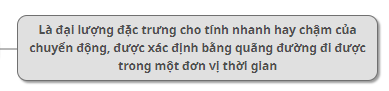 Là đại lượng đặc trưng cho tính nhanh hay chậm của
chuyển động, được xác định bằng quãng đường đi được
trong một đơn vị thời gian